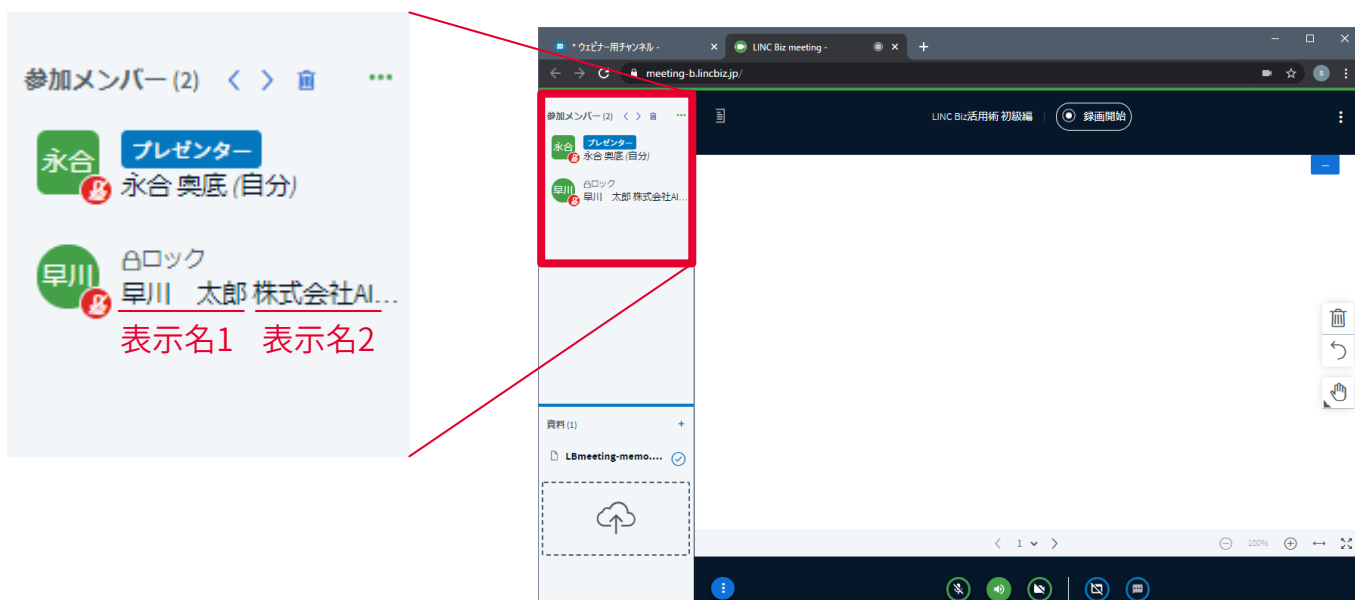 参加メンバー (2)
永合
プレゼンター
永合 奥底 (自分)
早川
ロック
早川　太郎 株式会社AI...
表示名1 表示名2
* ウェビナー用チャンネル -
LINC Biz meeting -
meeting-b.lincbiz.jp/
S
参加メンバー (2)
永合
プレゼンター
永合 奥底 (自分)
早川
ロック
早川　太郎 株式会社AI...
LINC Biz活用術 初級編
録画開始
資料 (1)
LBmeeting-memo....
1
100%